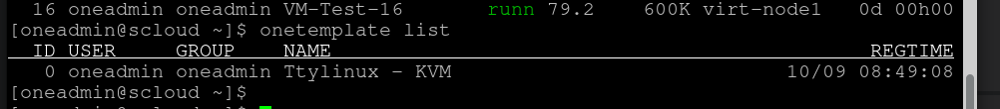 16 oneadmin oneadmin VM-Test-16 runn 79.2 600K virt-node1 0d 00h00
[oneadmin@scloud ~]$ onetemplate list
ID USER GROUP NAME REGTIME
0 oneadmin oneadmin Ttylinux - KVM 10/09 08:49:08
[oneadmin@scloud ~]$
[oneadmin@scloud ~]$